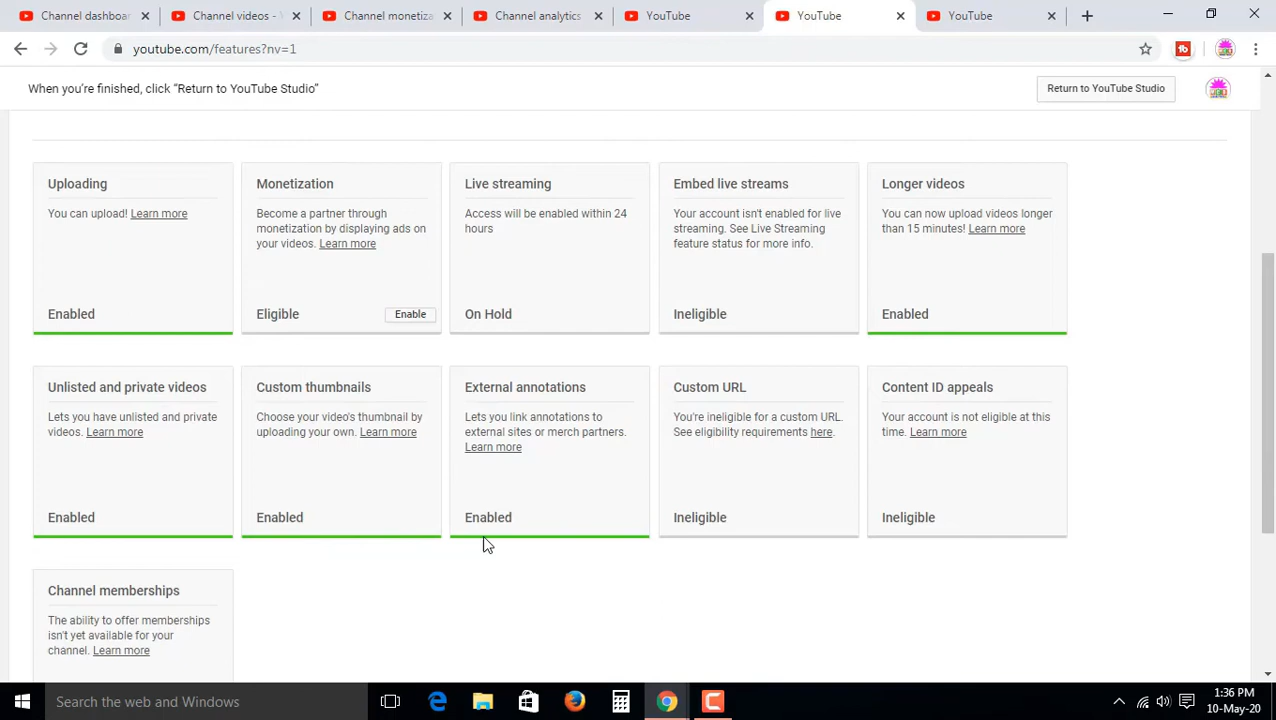 Channel dashboa
Channel videos - Y
Channel monetiza
Channel analytics
YouTube
YouTube
YouTube
youtube.com/features?nv=1
When you're finished, click "Return to YouTube Studio"
Return to YouTube Studio
Uploading
You can upload! Learn more
Enabled
Monetization
Become a partner through
monetization by displaying ads on
your videos. Learn more
Eligible
Enable
Live streaming
Access will be enabled within 24
hours
On Hold
Embed live streams
Your account isn't enabled for live
streaming. See Live Streaming
feature status for more info.
Ineligible
Longer videos
You can now upload videos longer
than 15 minutes! Learn more
Enabled
Unlisted and private videos
Lets you have unlisted and private
videos. Learn more
Enabled
Custom thumbnails
Choose your video's thumbnail by
uploading your own. Learn more
Enabled
External annotations
Lets you link annotations to
external sites or merch partners.
Learn more
Enabled
Custom URL
You're ineligible for a custom URL.
See eligibility requirements here.
Ineligible
Content ID appeals
Your account is not eligible at this
time. Learn more
Ineligible
Channel memberships
The ability to offer memberships
isn't yet available for your
channel. Learn more
Search the web and Windows
1:36 PM
10-May-20